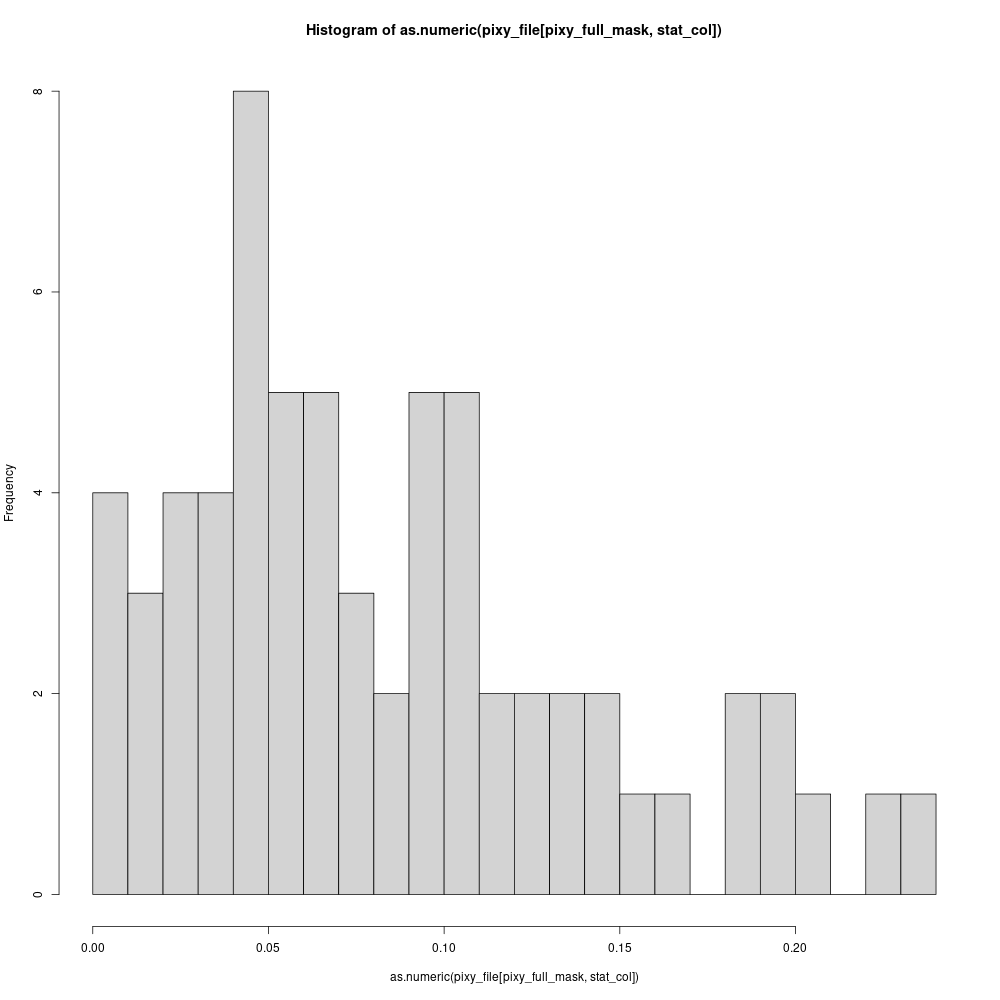 Histogram of as.numeric(pixy_file[pixy_full_mask, stat_col])
8
6
4
2
0
Frequency
0.00 0.05 0.10 0.15 0.20
as.numeric(pixy_file[pixy_full_mask, stat_col])